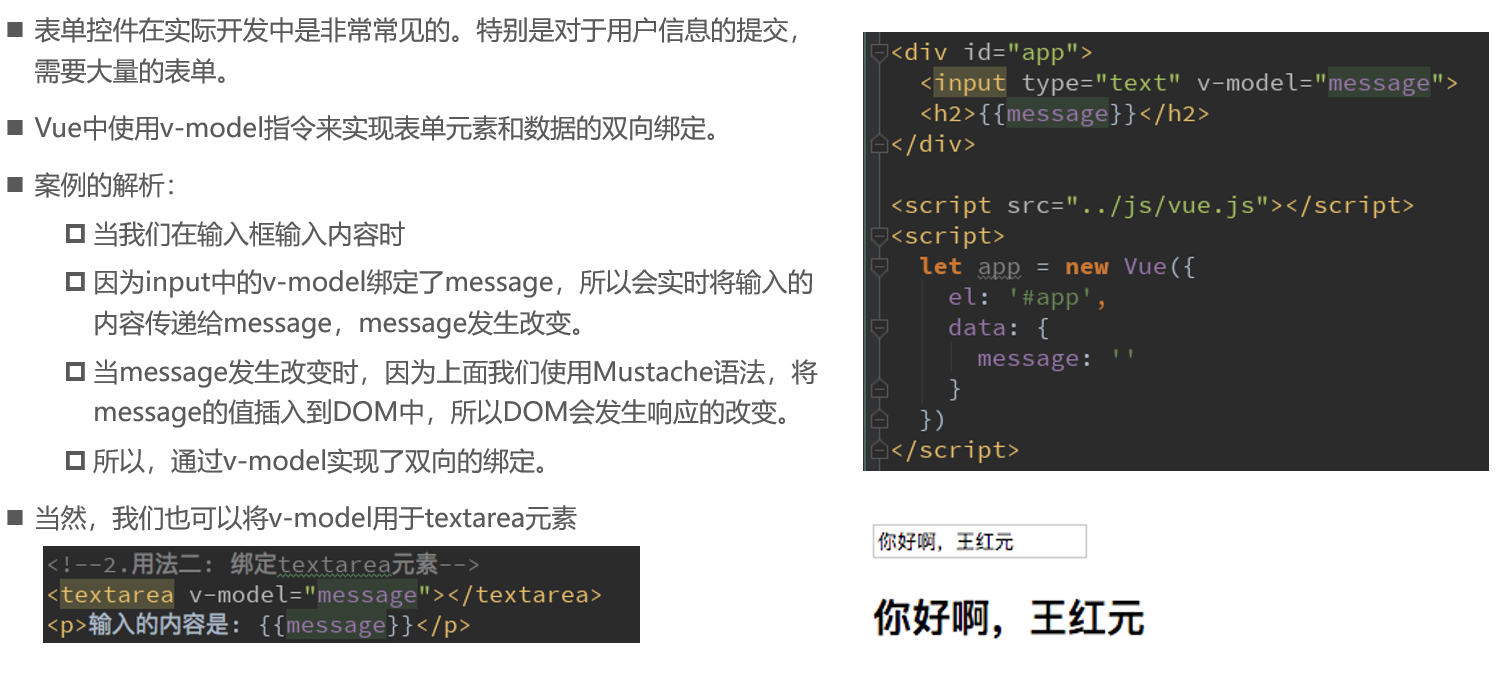 ■ 表单控件在实际开发中是非常常见的。特别是对于用户信息的提交，
需要大量的表单。
■ Vue中使用v-model指令来实现表单元素和数据的双向绑定。
■ 案例的解析：
当我们在输入框输入内容时
因为input中的v-model绑定了message，所以会实时将输入的
内容传递给message，message发生改变。
当message发生改变时，因为上面我们使用Mustache语法，将
message的值插入到DOM中，所以DOM会发生响应的改变。
所以，通过v-model实现了双向的绑定。
■ 当然，我们也可以将v-model用于textarea元素
<!--2.用法二: 绑定textarea元素-->
<textarea v-model="message"></textarea>
<p>输入的内容是: {{message}}</p>
<div id="app">
<input type="text" v-model="message">
<h2>{{message}}</h2>
</div>
<script src="../js/vue.js"></script>
<script>
let app = new Vue({
el: '#app',
data: {
message: ''
}
})
</script>
你好啊，王红元
你好啊，王红元